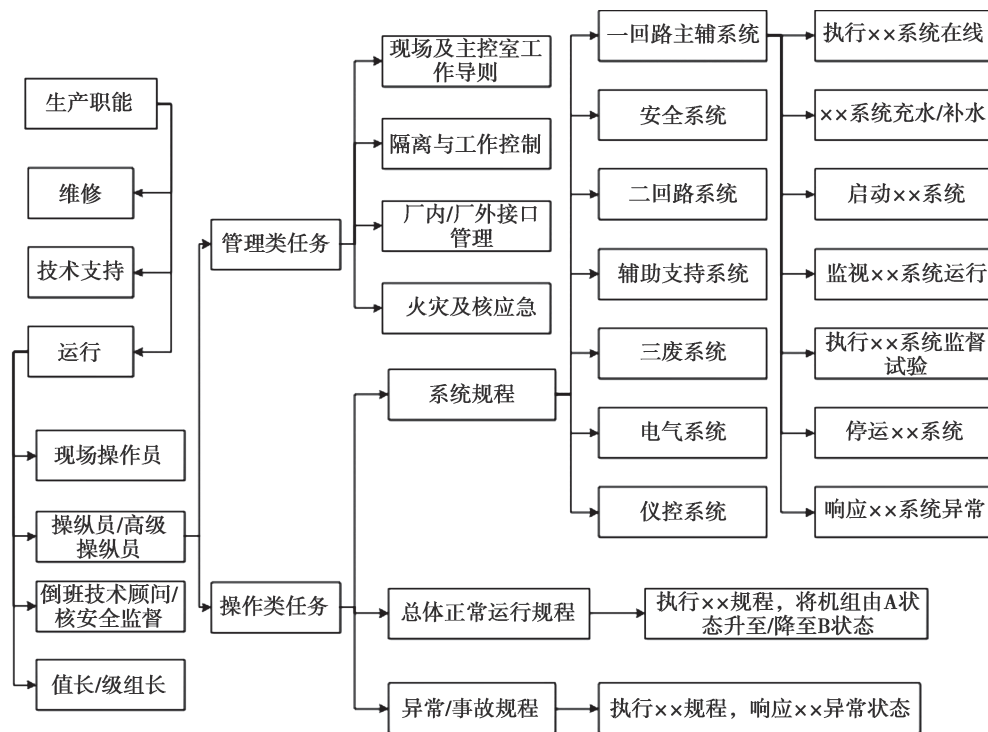 生产职能
维修
技术支持
运行
现场操作员
操纵员/高级
操纵员
倒班技术顾问/
核安全监督
值长/级组长
管理类任务
操作类任务
现场及主控室工
作导则
隔离与工作控制
厂内/厂外接口
管理
火灾及核应急
系统规程
总体正常运行规程
异常/事故规程
一回路主辅系统
安全系统
二回路系统
辅助支持系统
三废系统
电气系统
仪控系统
执行××系统在线
××系统充水/补水
启动××系统
监视××系统运行
执行××系统监督
试验
停运××系统
响应××系统异常
执行××规程，将机组由A状
态升至/降至B状态
执行××规程，响应××异常状态